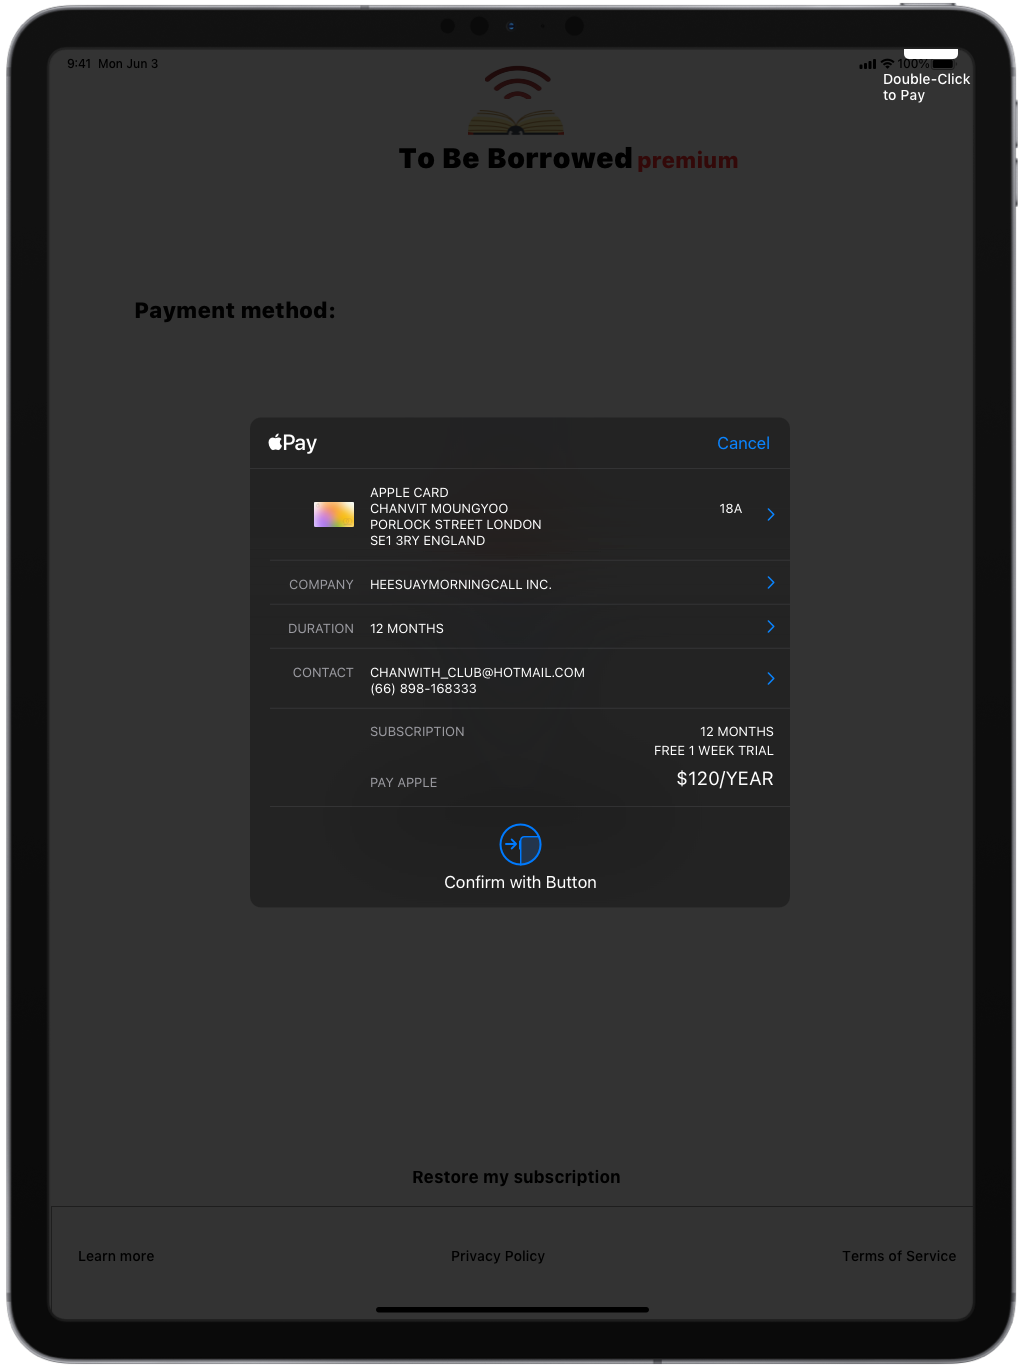 9:41 Mon Jun 3
100%
Double-Click
to Pay
To Be Borrowed premium
Payment method:
Pay
Cancel
APPLE CARD
CHANVIT MOUNGYOO 18A
PORLOCK STREET LONDON
SE1 3RY ENGLAND
COMPANY HEESUAYMORNINGCALL INC.
DURATION 12 MONTHS
CONTACT CHANWITH_CLUB@HOTMAIL.COM
(66) 898-168333
SUBSCRIPTION 12 MONTHS
FREE 1 WEEK TRIAL
PAY APPLE $120/YEAR
Confirm with Button
Restore my subscription
Learn more Privacy Policy Terms of Service